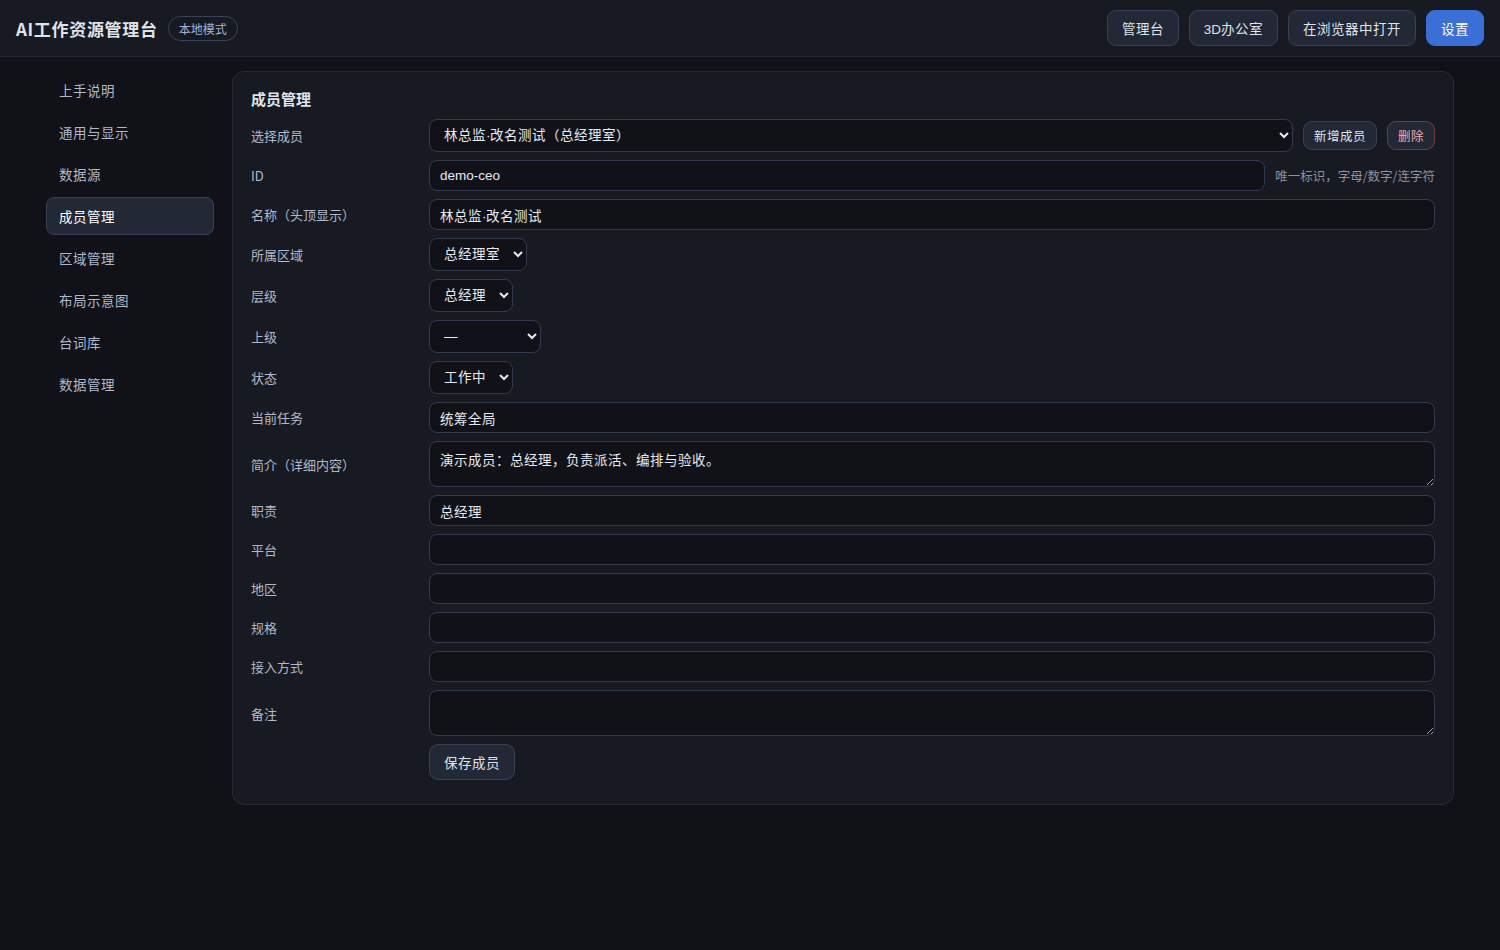 AI工作资源管理台 本地模式 管理台 3D办公室 在浏览器中打开 设置
上手说明
通用与显示
数据源
成员管理
区域管理
布局示意图
台词库
数据管理
成员管理
选择成员 林总监·改名测试（总经理室） 新增成员 删除
ID demo-ceo 唯一标识，字母/数字/连字符
名称（头顶显示） 林总监·改名测试
所属区域 总经理室
层级 总经理
上级 —
状态 工作中
当前任务 统筹全局
简介（详细内容） 演示成员：总经理，负责派活、编排与验收。
职责 总经理
平台
地区
规格
接入方式
备注
保存成员